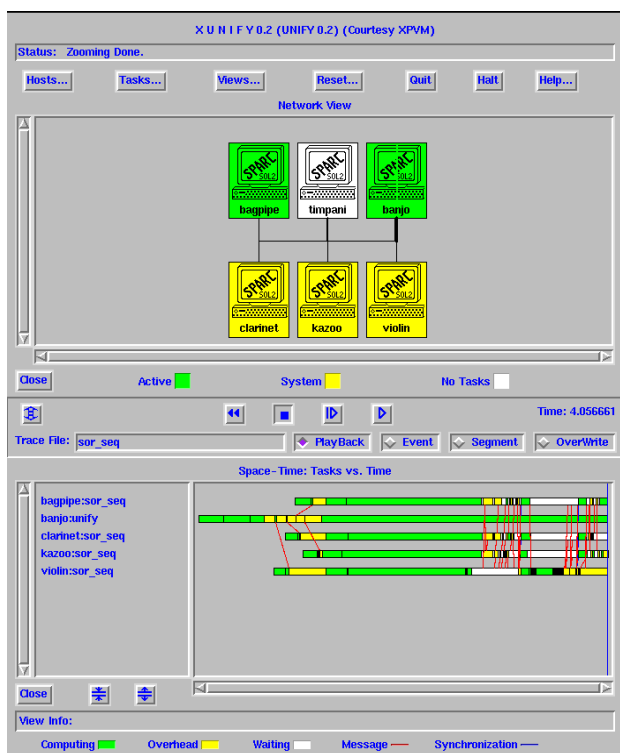 X U N I F Y 0.2 (UNIFY 0.2) (Courtesy XPVM)
Status: Zooming Done.
Hosts... Tasks... Views... Reset... Quit Halt Help...
Network View
SPARC SOL2 SPARC SOL2 SPARC SOL2
bagpipe timpani banjo
SPARC SOL2 SPARC SOL2 SPARC SOL2
clarinet kazoo violin
Close Active System No Tasks
Time: 4.056661
Trace File: sor_seq PlayBack Event Segment OverWrite
Space-Time: Tasks vs. Time
bagpipe:sor_seq
banjo:unify
clarinet:sor_seq
kazoo:sor_seq
violin:sor_seq
Close
View Info:
Computing Overhead Waiting Message Synchronization